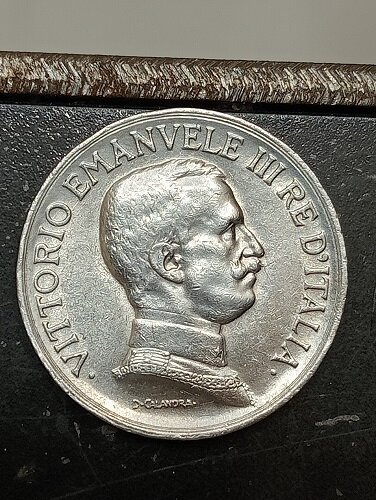 · VITTORIO EMANVELE III RE D'ITALIA ·
D·CALANDRA·